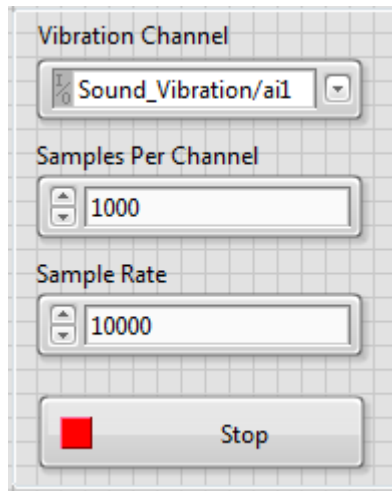 Vibration Channel
I/O Sound_Vibration/ai1
Samples Per Channel
1000
Sample Rate
10000
Stop